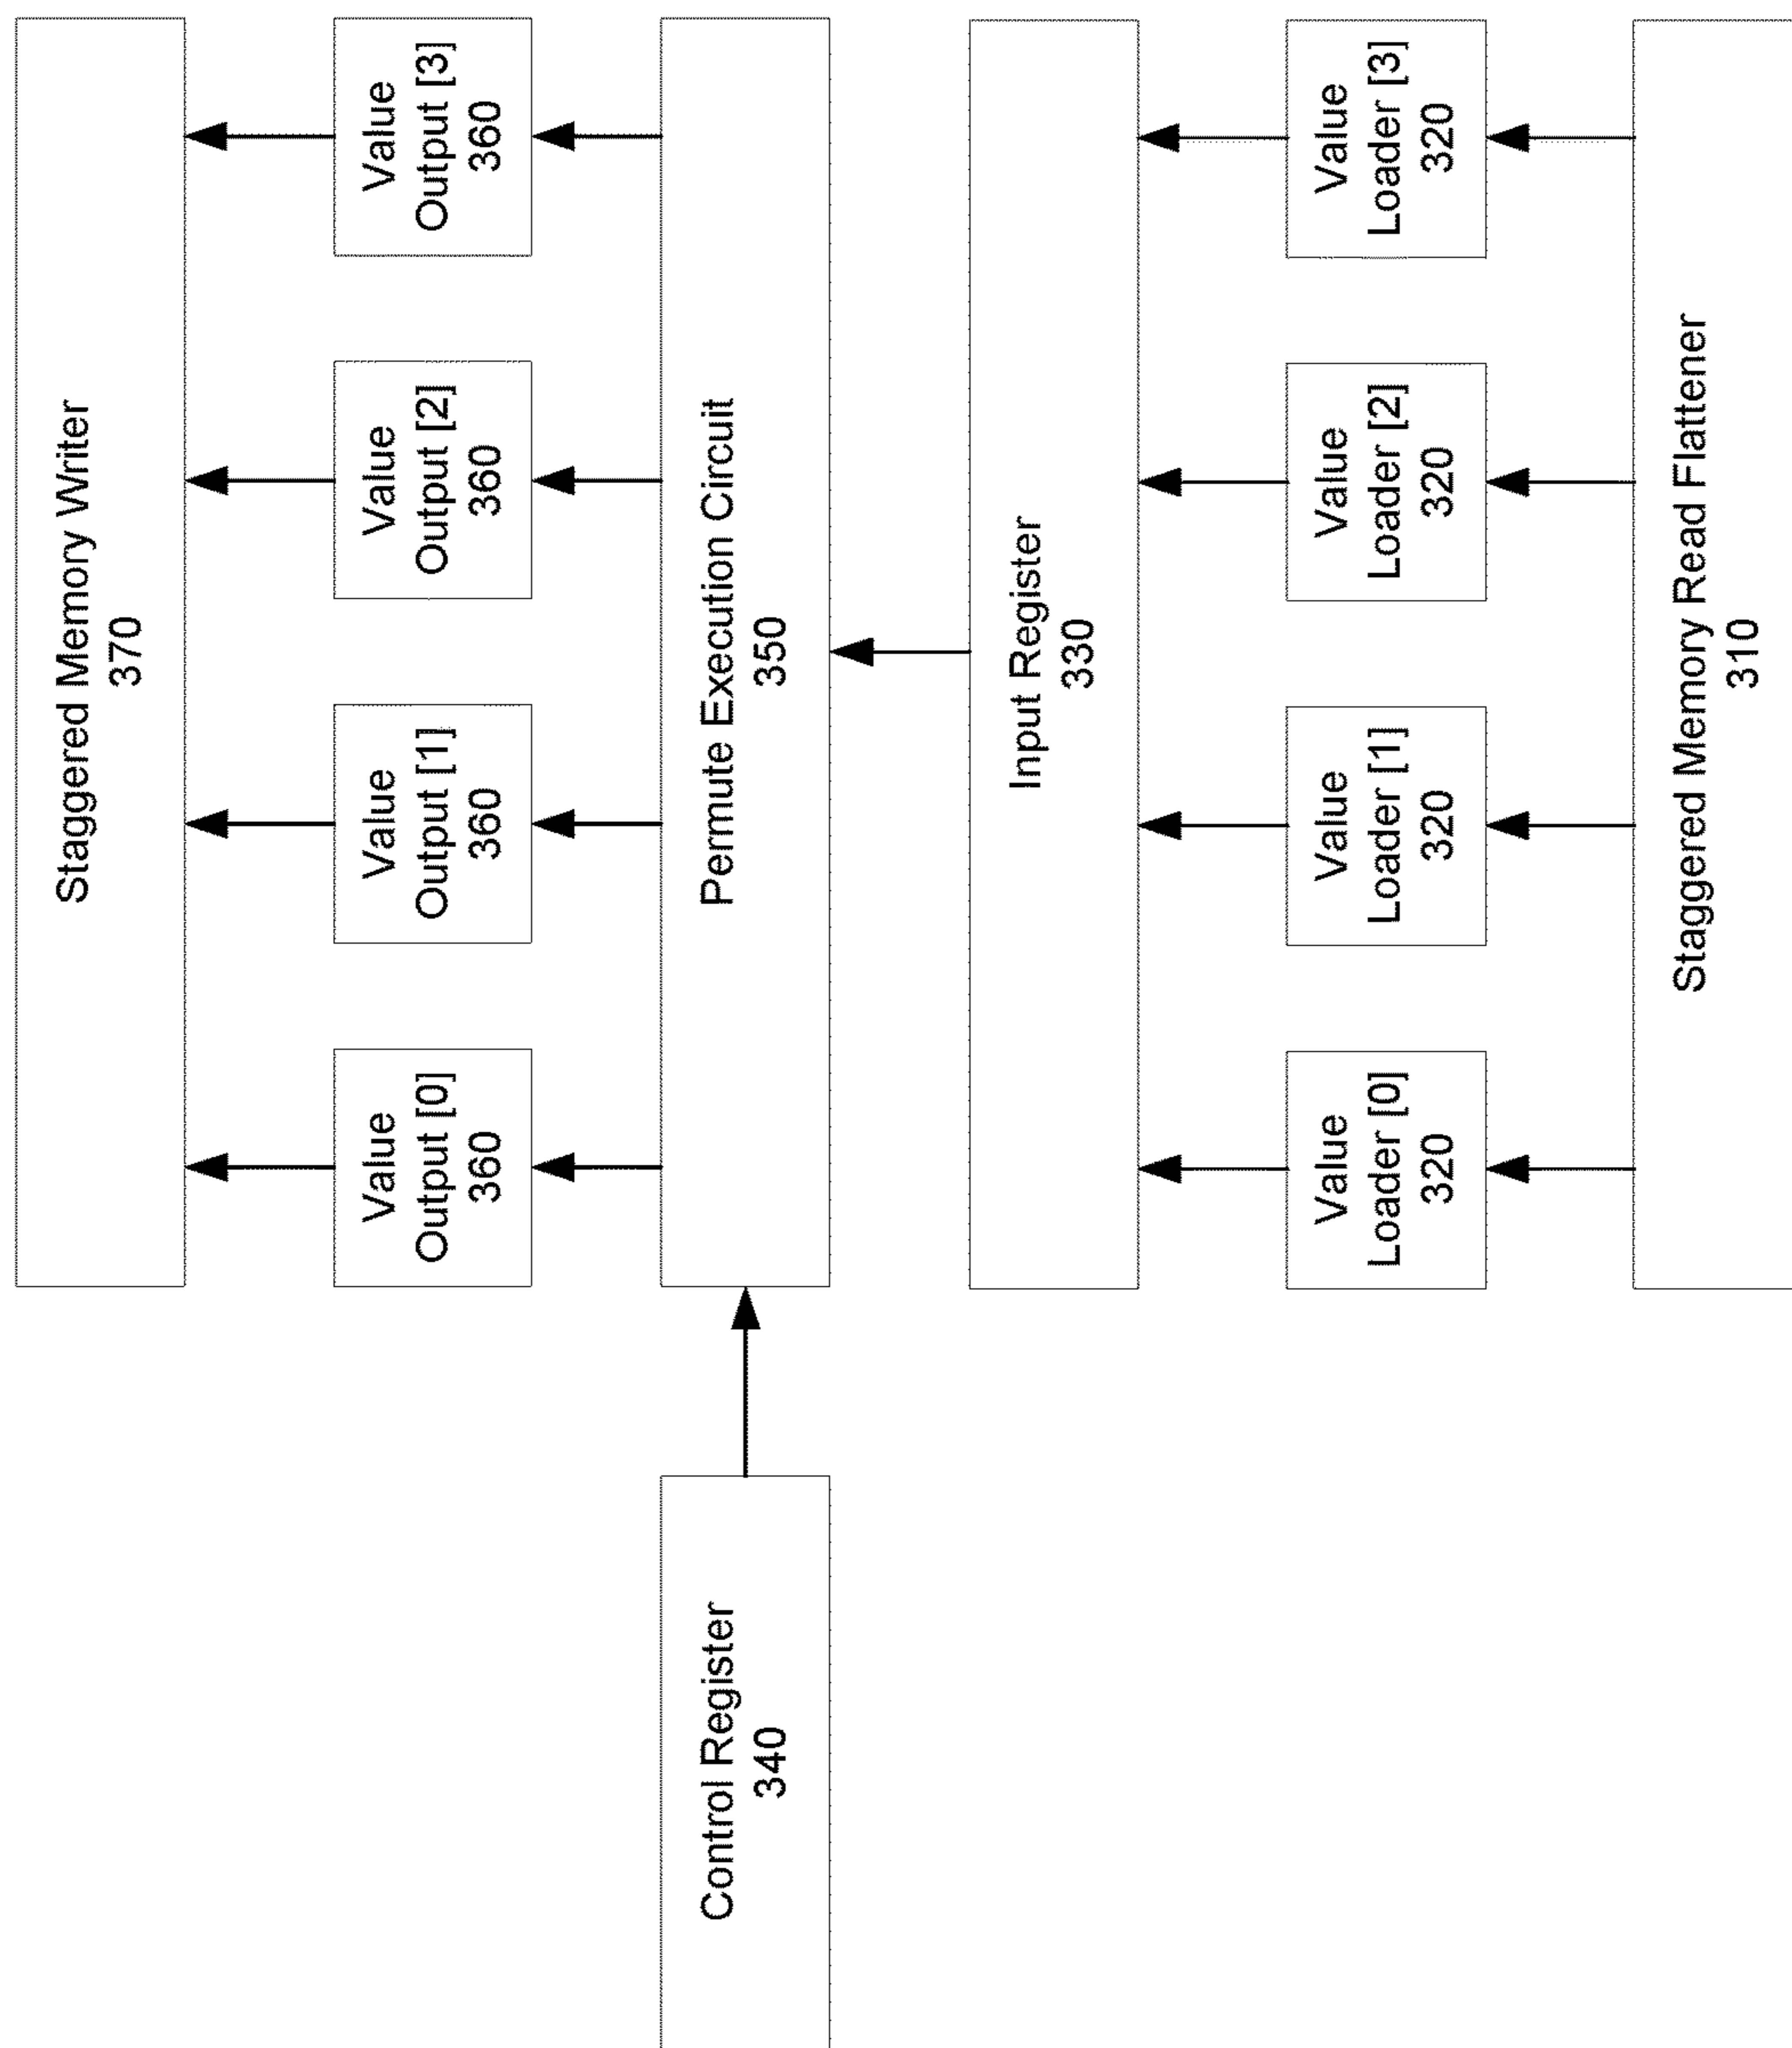 Staggered Memory Writer
370
Value
Output [0]
360
Value
Output [1]
360
Value
Output [2]
360
Value
Output [3]
360
Control Register
340
Permute Execution Circuit
350
Input Register
330
Value
Loader [0]
320
Value
Loader [1]
320
Value
Loader [2]
320
Value
Loader [3]
320
Staggered Memory Read Flattener
310